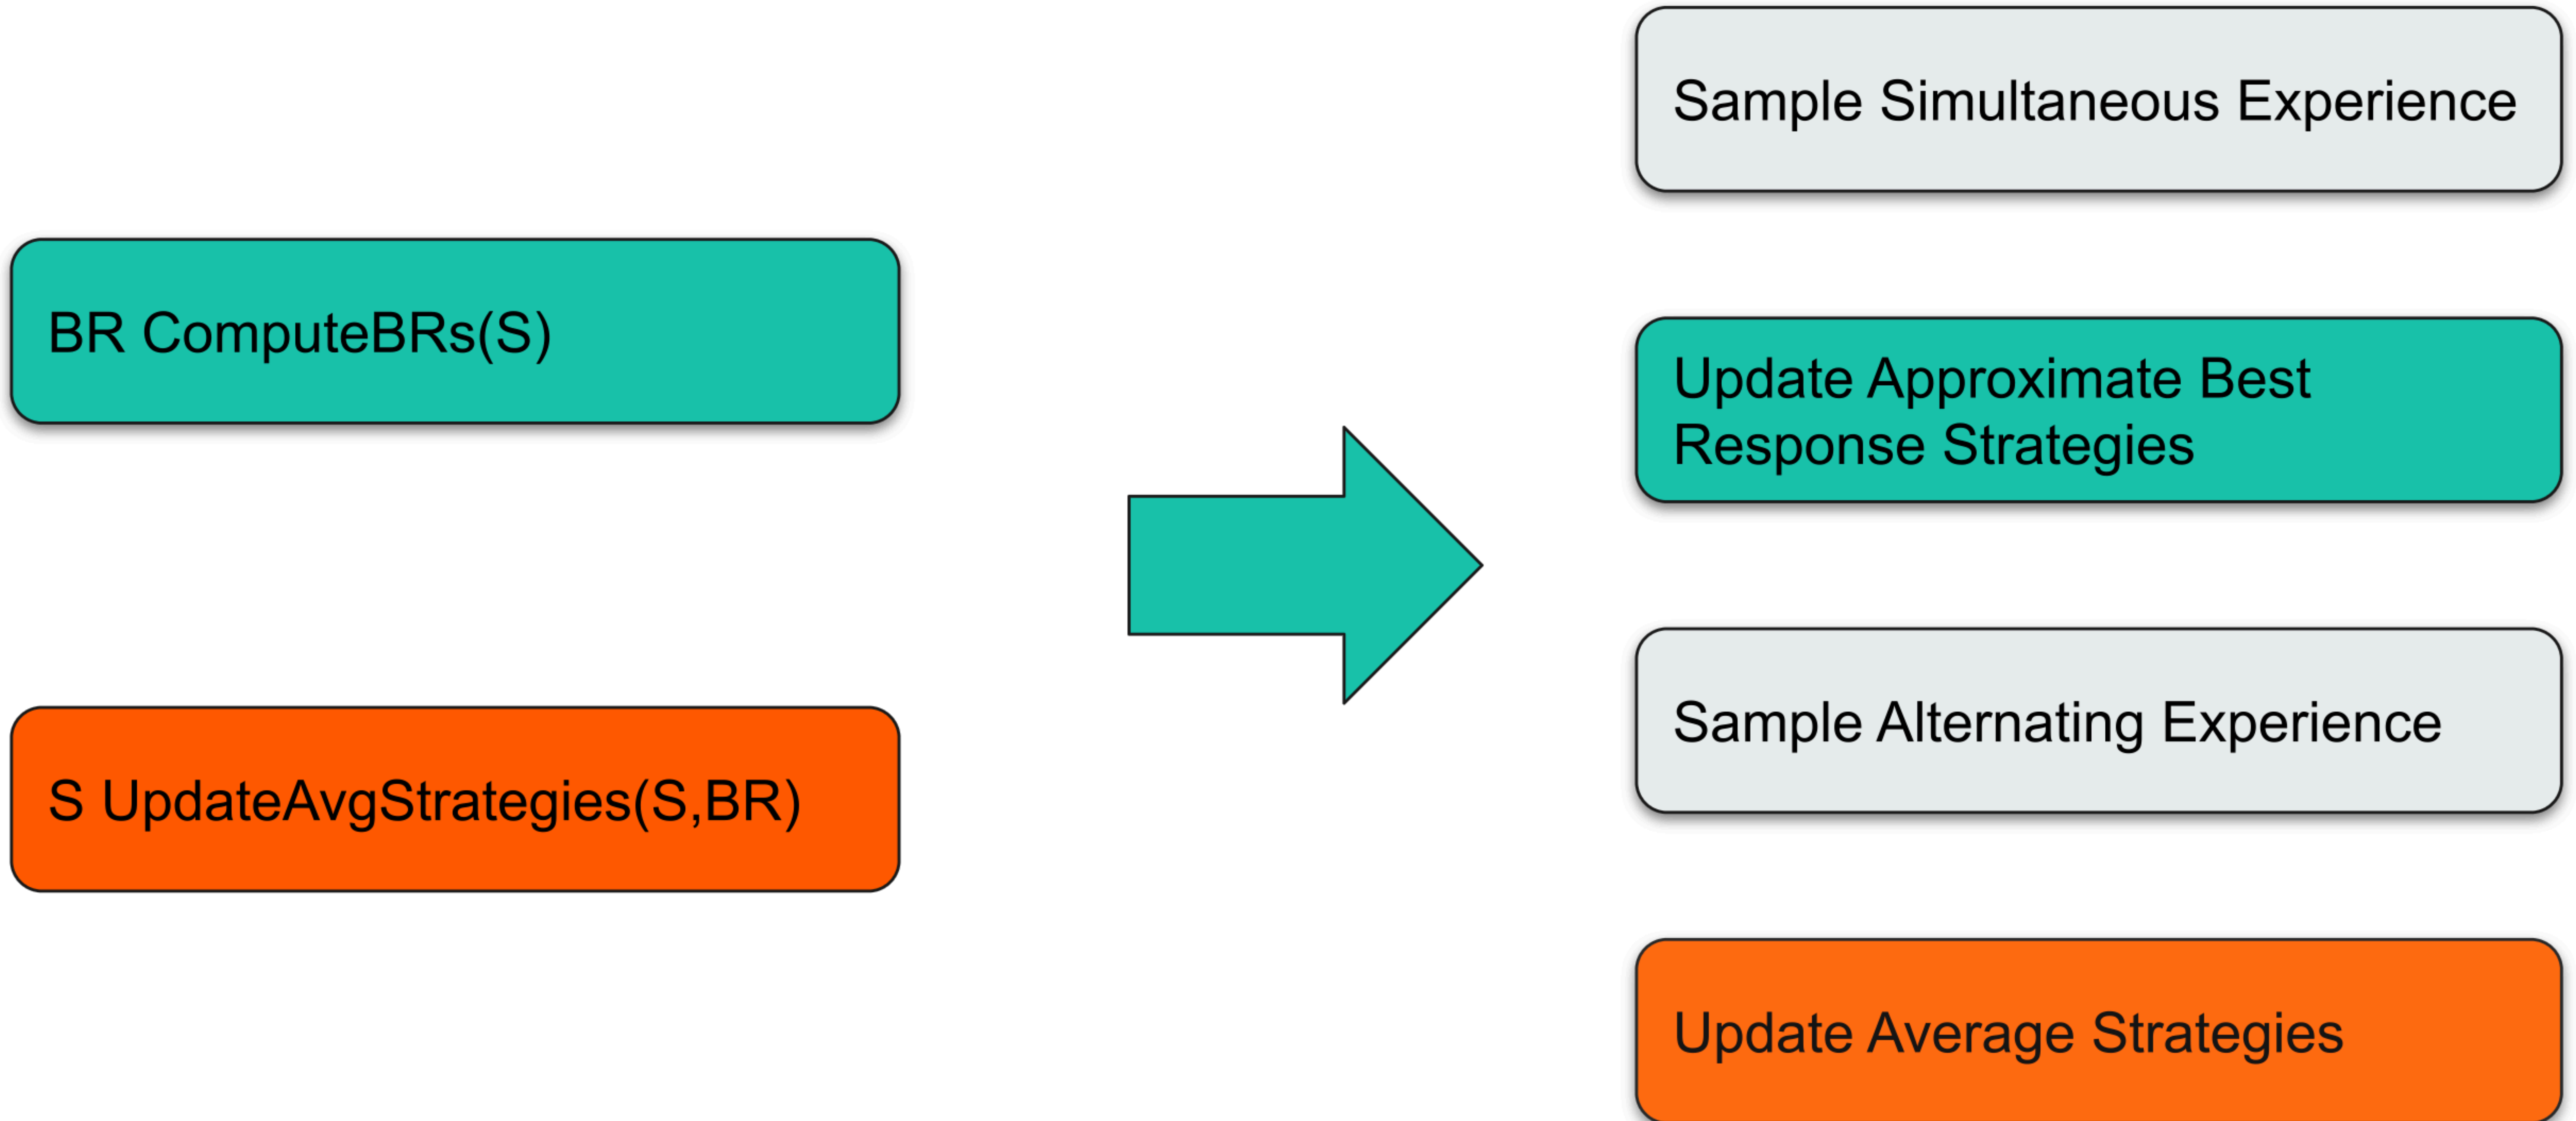 BR ComputeBRs(S)
S UpdateAvgStrategies(S,BR)
Sample Simultaneous Experience
Update Approximate Best
Response Strategies
Sample Alternating Experience
Update Average Strategies